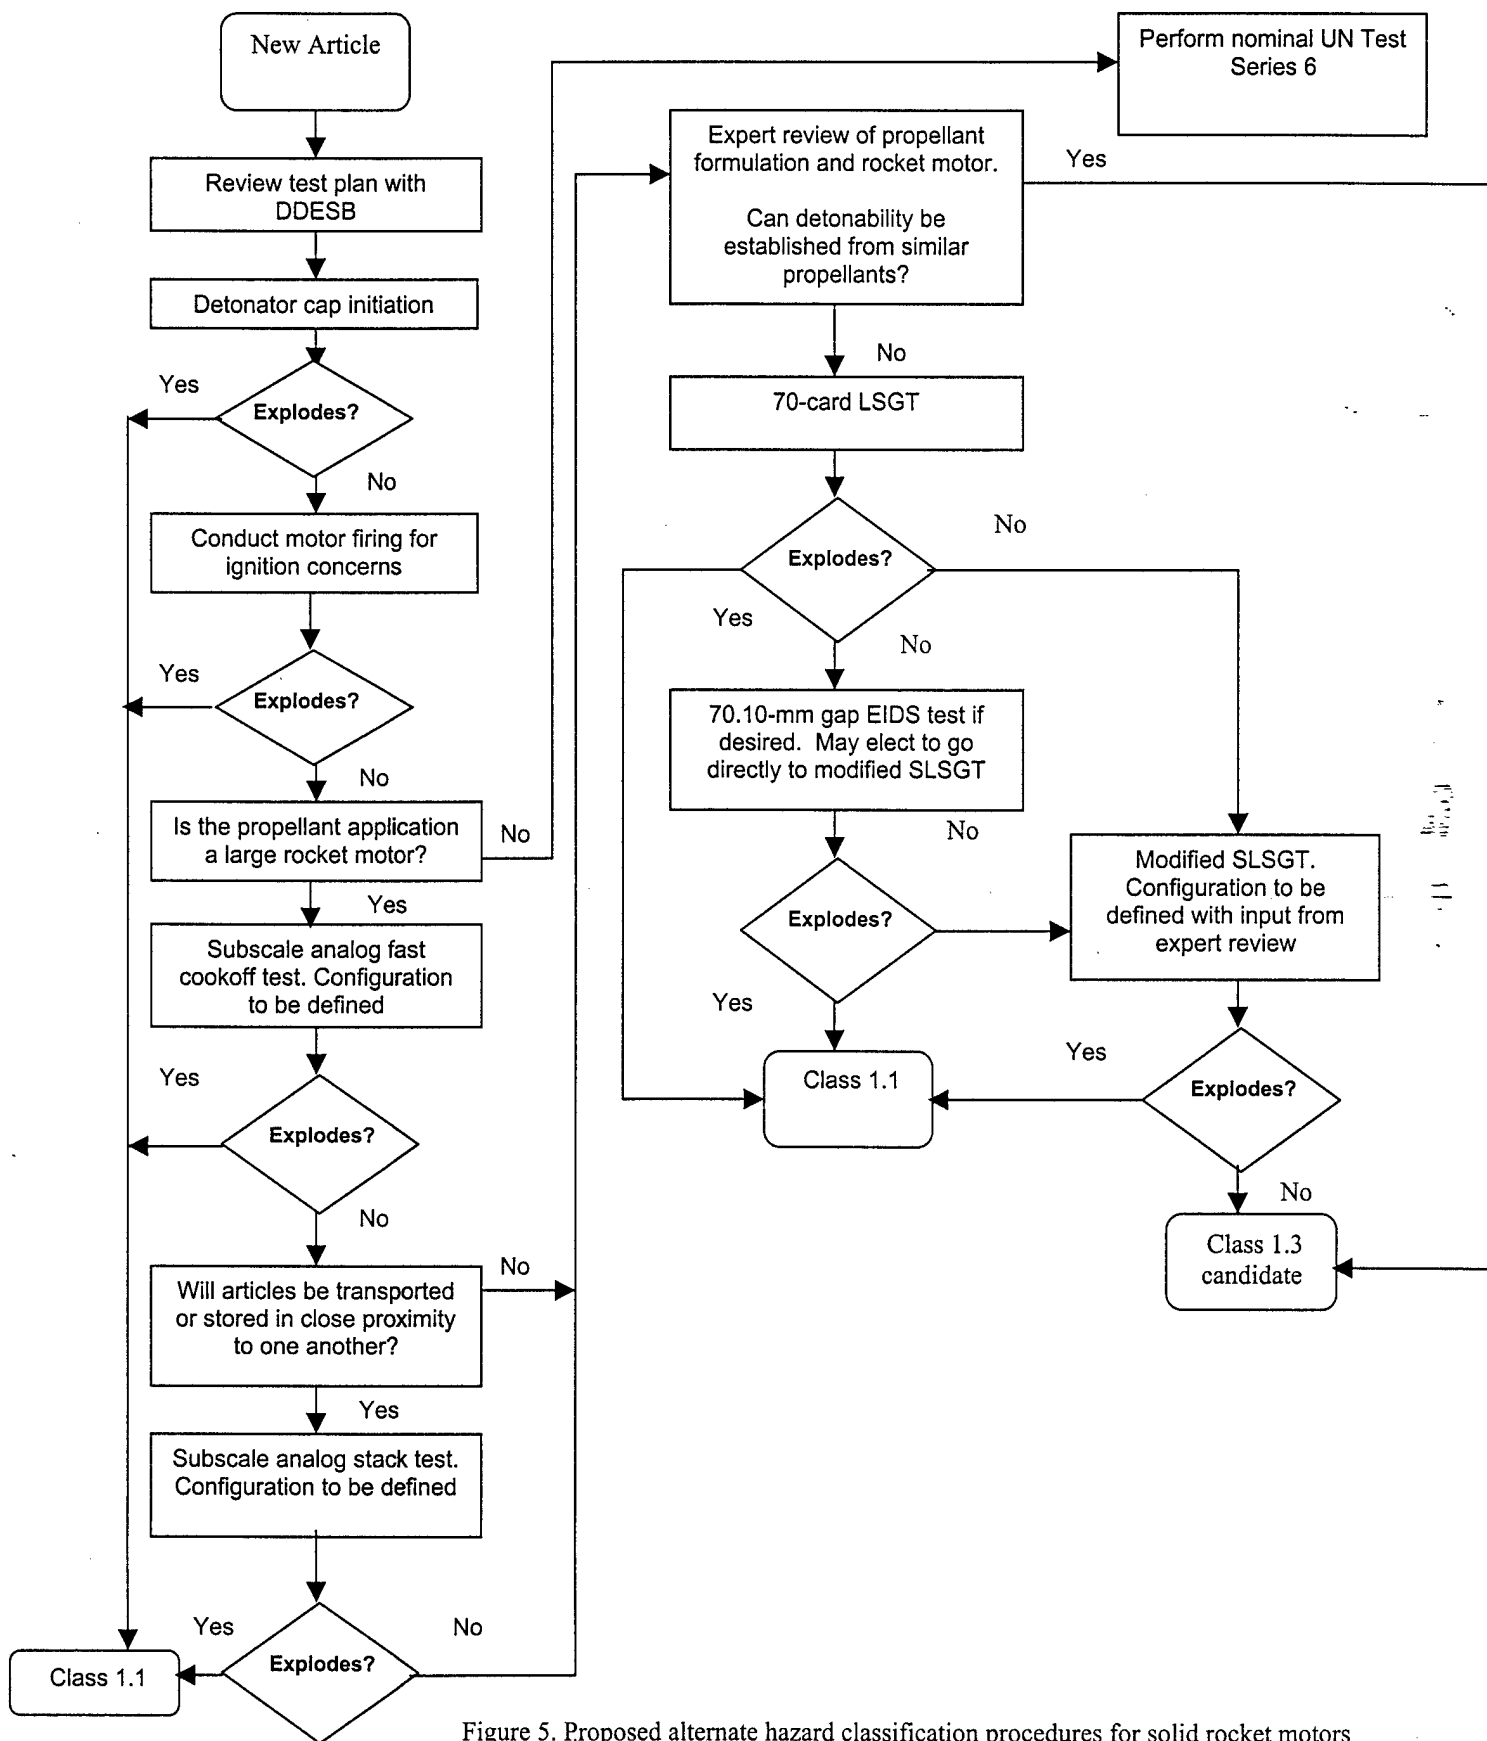 New Article
Review test plan with
DDESB
Detonator cap initiation
Yes
Explodes?
No
Conduct motor firing for
ignition concerns
Yes
Explodes?
No
Is the propellant application
a large rocket motor?
No
Yes
Subscale analog fast
cookoff test. Configuration
to be defined
Yes
Explodes?
No
Will articles be transported
or stored in close proximity
to one another?
No
Yes
Subscale analog stack test.
Configuration to be defined
Yes
No
Explodes?
Class 1.1
Perform nominal UN Test
Series 6
Expert review of propellant
formulation and rocket motor.
Can detonability be
established from similar
propellants?
Yes
No
70-card LSGT
No
Explodes?
Yes
No
70.10-mm gap EIDS test if
desired. May elect to go
directly to modified SLSGT
No
Explodes?
Yes
Class 1.1
Modified SLSGT.
Configuration to be
defined with input from
expert review
Yes
Explodes?
No
Class 1.3
candidate
Figure 5. Proposed alternate hazard classification procedures for solid rocket motors